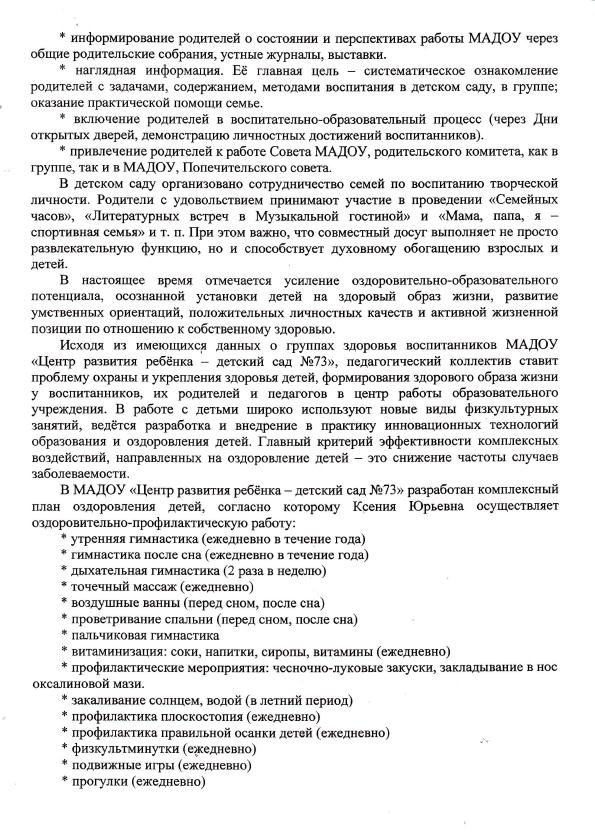 * информирование родителей о состоянии и перспективах работы МАДОУ через
общие родительские собрания, устные журналы, выставки.
* наглядная информация. Её главная цель – систематическое ознакомление
родителей с задачами, содержанием, методами воспитания в детском саду, в группе;
оказание практической помощи семье.
* включение родителей в воспитательно-образовательный процесс (через Дни
открытых дверей, демонстрацию личностных достижений воспитанников).
* привлечение родителей к работе Совета МАДОУ, родительского комитета, как в
группе, так и в МАДОУ, Попечительского совета.
В детском саду организовано сотрудничество семей по воспитанию творческой
личности. Родители с удовольствием принимают участие в проведении «Семейных
часов», «Литературных встреч в Музыкальной гостиной» и «Мама, папа, я –
спортивная семья» и т. п. При этом важно, что совместный досуг выполняет не просто
развлекательную функцию, но и способствует духовному обогащению взрослых и
детей.
В настоящее время отмечается усиление оздоровительно-образовательного
потенциала, осознанной установки детей на здоровый образ жизни, развитие
умственных ориентаций, положительных личностных качеств и активной жизненной
позиции по отношению к собственному здоровью.
Исходя из имеющихся данных о группах здоровья воспитанников МАДОУ
«Центр развития ребёнка – детский сад №73», педагогический коллектив ставит
проблему охраны и укрепления здоровья детей, формирования здорового образа жизни
у воспитанников, их родителей и педагогов в центр работы образовательного
учреждения. В работе с детьми широко используют новые виды физкультурных
занятий, ведётся разработка и внедрение в практику инновационных технологий
образования и оздоровления детей. Главный критерий эффективности комплексных
воздействий, направленных на оздоровление детей – это снижение частоты случаев
заболеваемости.
В МАДОУ «Центр развития ребёнка – детский сад №73» разработан комплексный
план оздоровления детей, согласно которому Ксения Юрьевна осуществляет
оздоровительно-профилактическую работу:
* утренняя гимнастика (ежедневно в течение года)
* гимнастика после сна (ежедневно в течение года)
* дыхательная гимнастика (2 раза в неделю)
* точечный массаж (ежедневно)
* воздушные ванны (перед сном, после сна)
* проветривание спальни (перед сном, после сна)
* пальчиковая гимнастика
* витаминизация: соки, напитки, сиропы, витамины (ежедневно)
* профилактические мероприятия: чесночно-луковые закуски, закладывание в нос
оксалиновой мази.
* закаливание солнцем, водой (в летний период)
* профилактика плоскостопия (ежедневно)
* профилактика правильной осанки детей (ежедневно)
* физкультминутки (ежедневно)
* подвижные игры (ежедневно)
* прогулки (ежедневно)